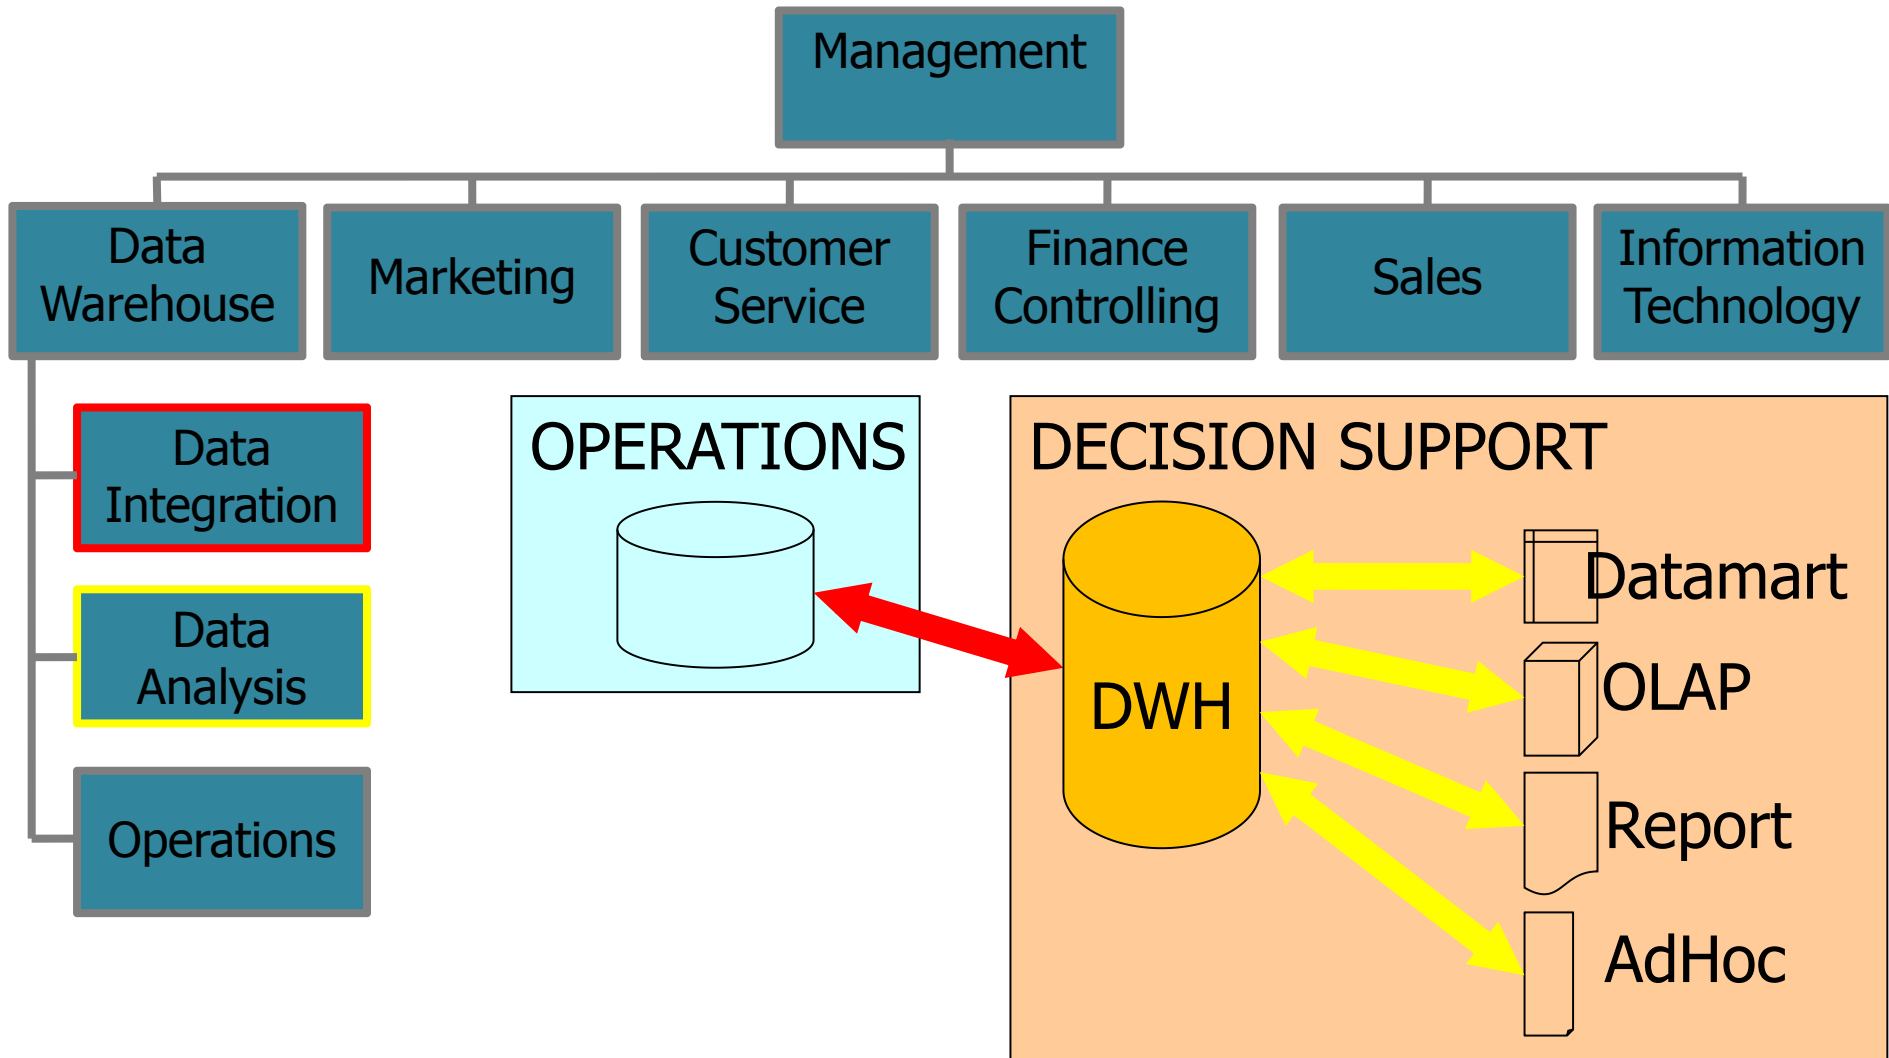 Management
Data
Warehouse
Marketing
Customer
Service
Finance
Controlling
Sales
Information
Technology
Data
Integration
Data
Analysis
Operations
OPERATIONS
DECISION SUPPORT
DWH
Datamart
OLAP
Report
AdHoc